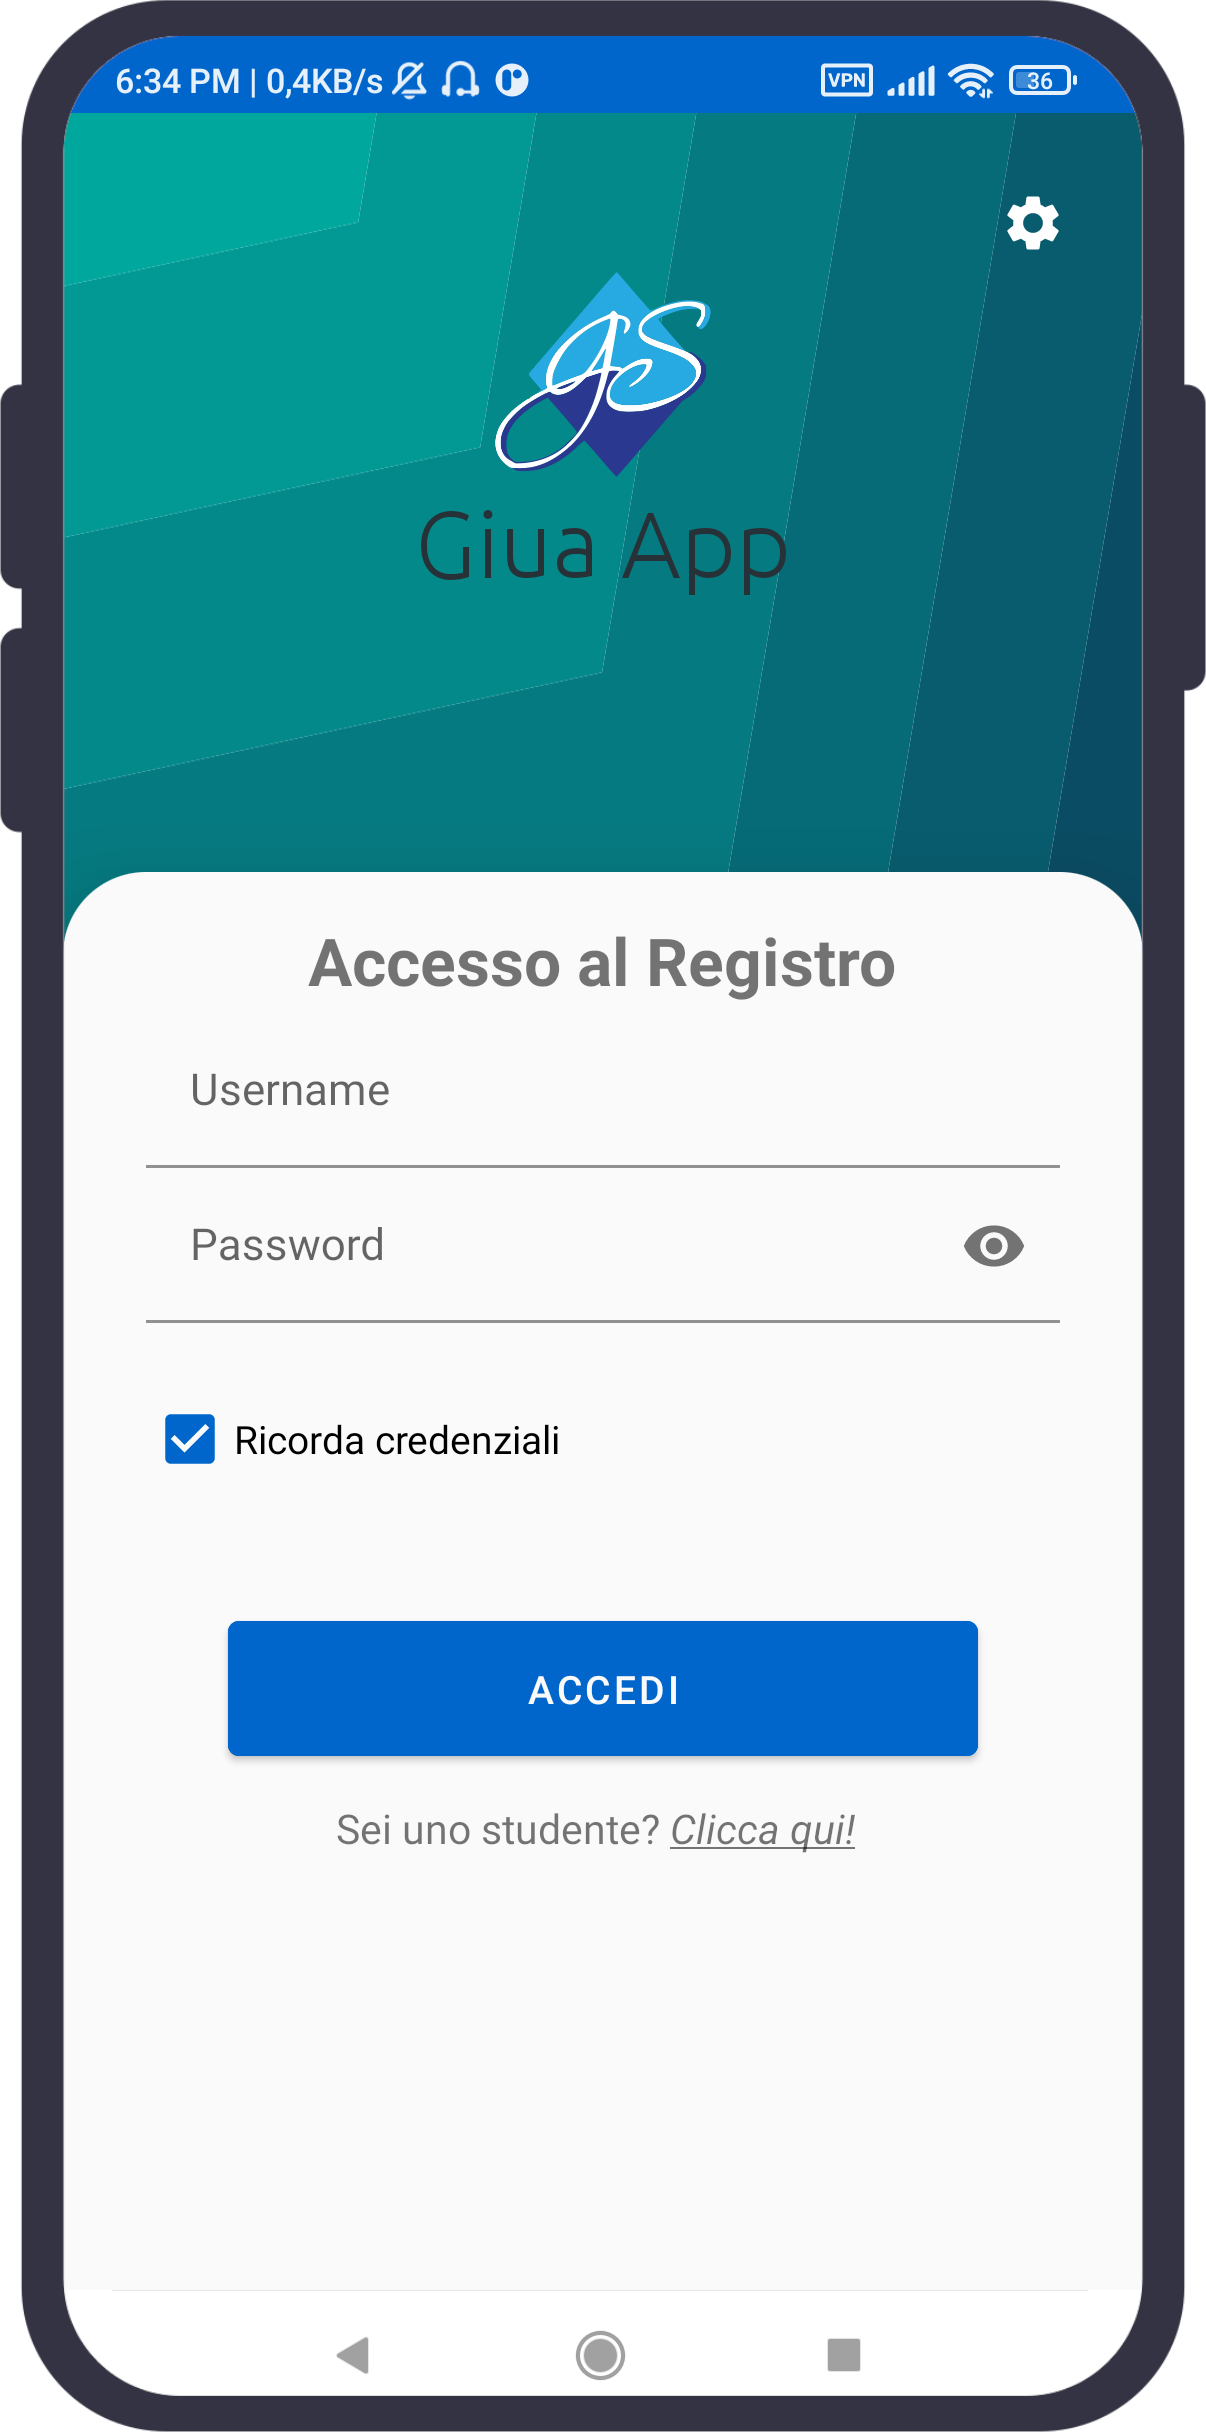 6:34 PM | 0,4KB/s VPN 36
gs
Giua App
Accesso al Registro
Username
Password
Ricorda credenziali
ACCEDI
Sei uno studente? Clicca qui!